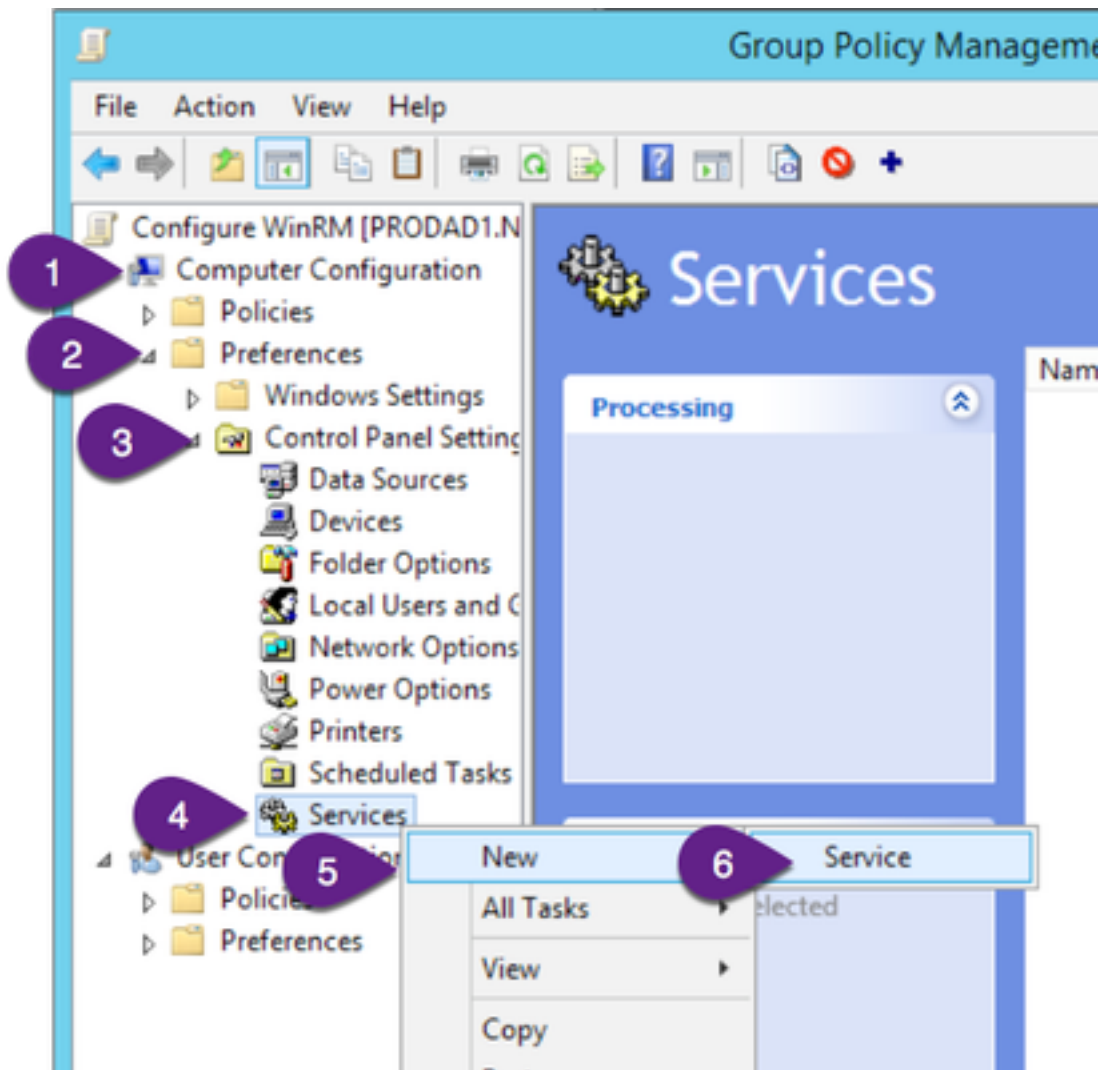 Group Policy Manageme
File Action View Help
Configure WinRM [PRODAD1.N
1 Computer Configuration
Policies
2 Preferences
Windows Settings
3 Control Panel Setting
Data Sources
Devices
Folder Options
Local Users and G
Network Options
Power Options
Printers
Scheduled Tasks
4 Services
User Con
Policies
Preferences
5 New
6 Service
All Tasks
View
Copy
Services
Processing
Nam
elected